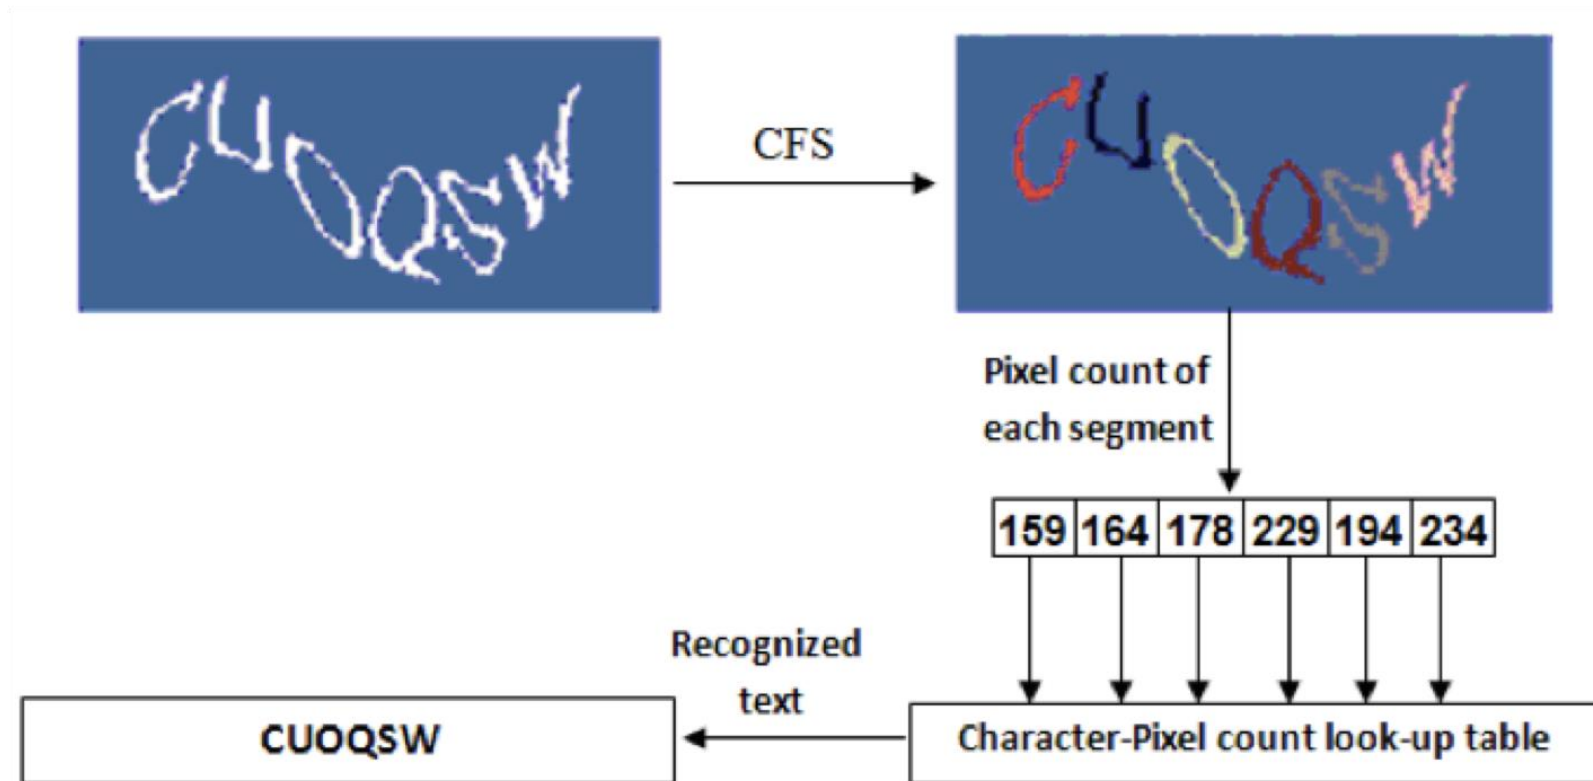 CUOQSW
CFS
CUOQSW
Pixel count of
each segment
159 164 178 229 194 234
Character-Pixel count look-up table
Recognized
text
CUOQSW